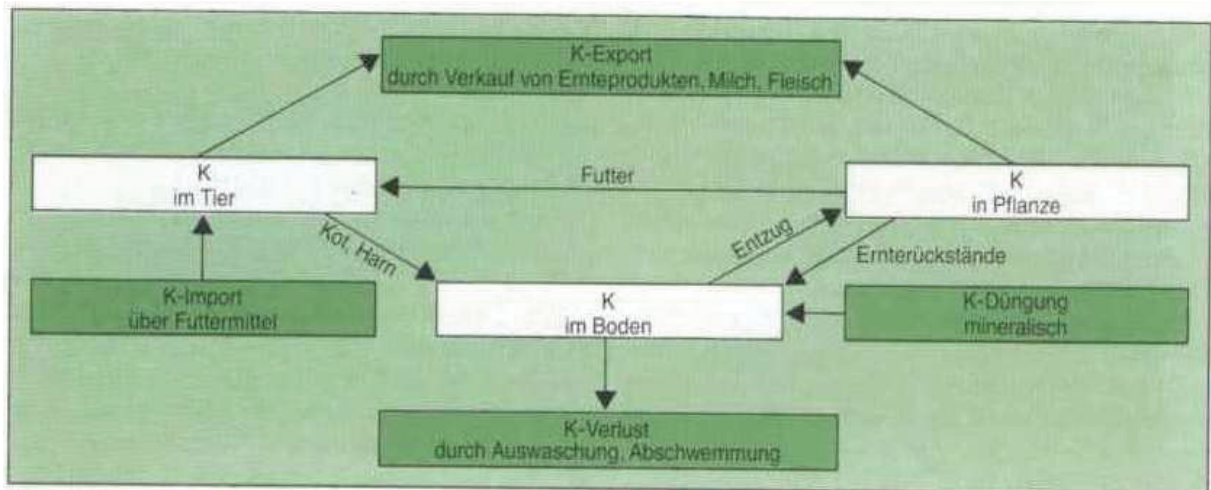 K-Export
durch Verkauf von Ernteprodukten, Milch, Fleisch
K
im Tier
Futter
K
in Pflanze
Kot, Harn
Entzug
Ernterückstände
K-Import
über Futtermittel
K
im Boden
K-Düngung
mineralisch
K-Verlust
durch Auswaschung, Abschwemmung